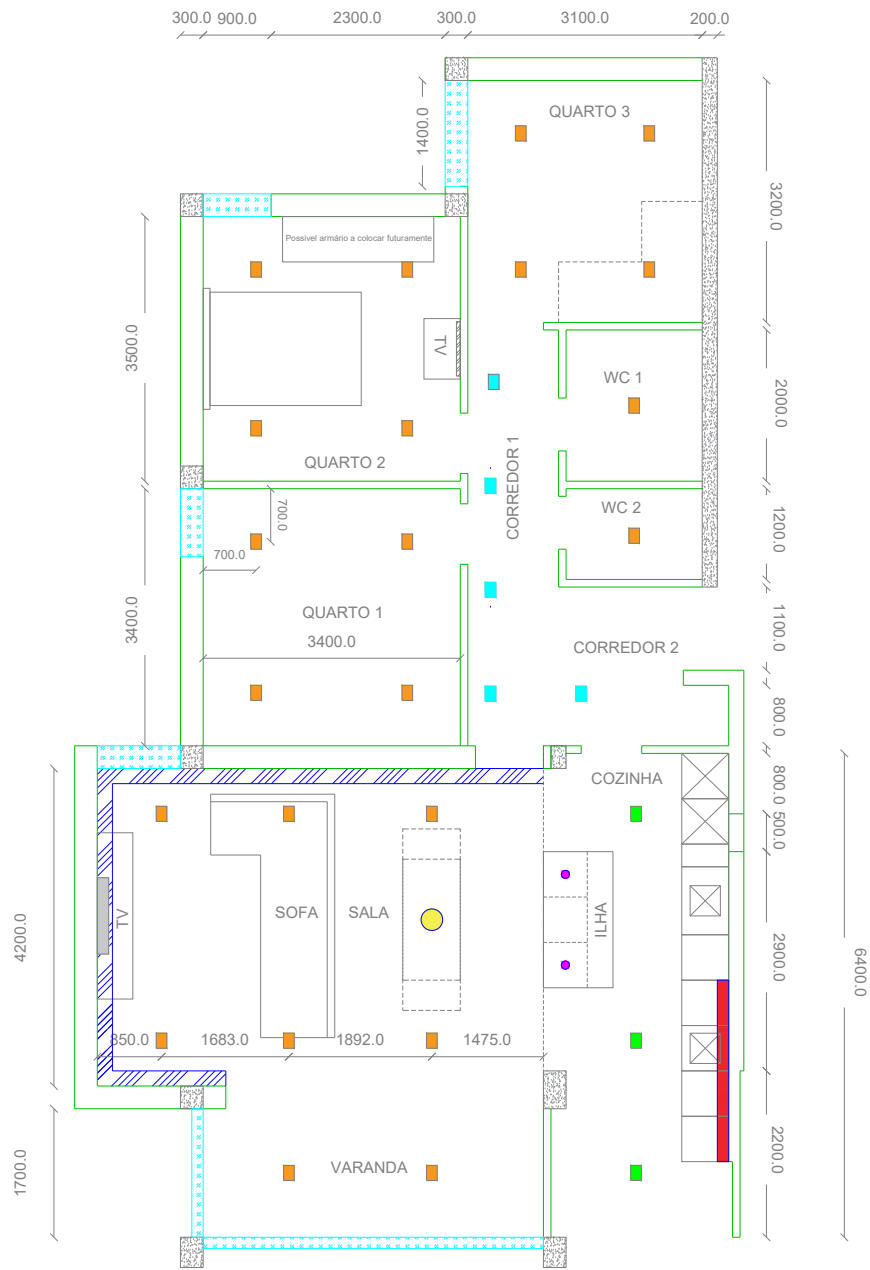 300.0
900.0
2300.0
300.0
3100.0
200.0
QUARTO 3
1400.0
3200.0
Possivel armário a colocar futuramente
3500.0
TV
WC 1
2000.0
QUARTO 2
CORREDOR 1
WC 2
700.0
1200.0
700.0
QUARTO 1
3400.0
3400.0
CORREDOR 2
1100.0
800.0
COZINHA
800.0
500.0
TV
SOFA
SALA
ILHA
4200.0
2900.0
6400.0
850.0
1683.0
1892.0
1475.0
VARANDA
1700.0
2200.0